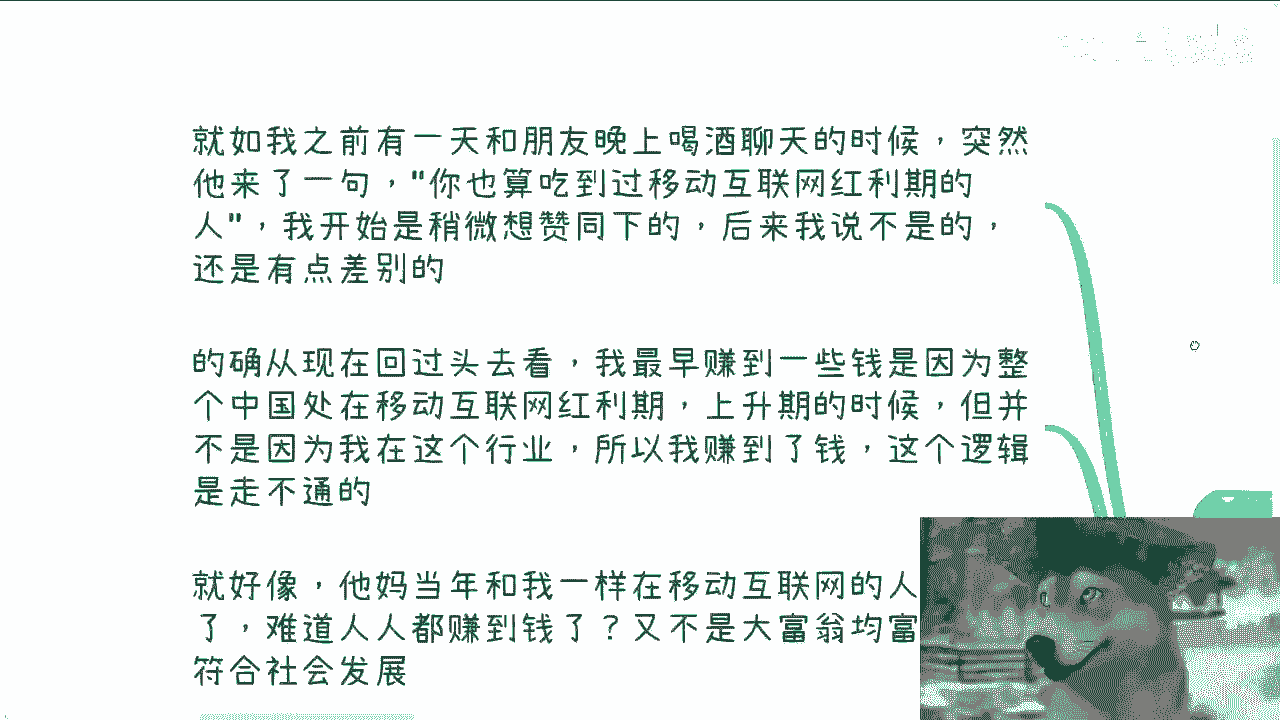 就如我之前有一天和朋友晚上喝酒聊天的时候，突然
他来了一句，"你也算吃到过移动互联网红利期的
人"，我开始是稍微想赞同下的，后来我说不是的，
还是有点差别的
的确从现在回过头去看，我最早赚到一些钱是因为整
个中国处在移动互联网红利期，上升期的时候，但并
不是因为我在这个行业，所以我赚到了钱，这个逻辑
是走不通的
就好像，他妈当年和我一样在移动互联网的人
了，难道人人都赚到钱了？又不是大富翁均富
符合社会发展